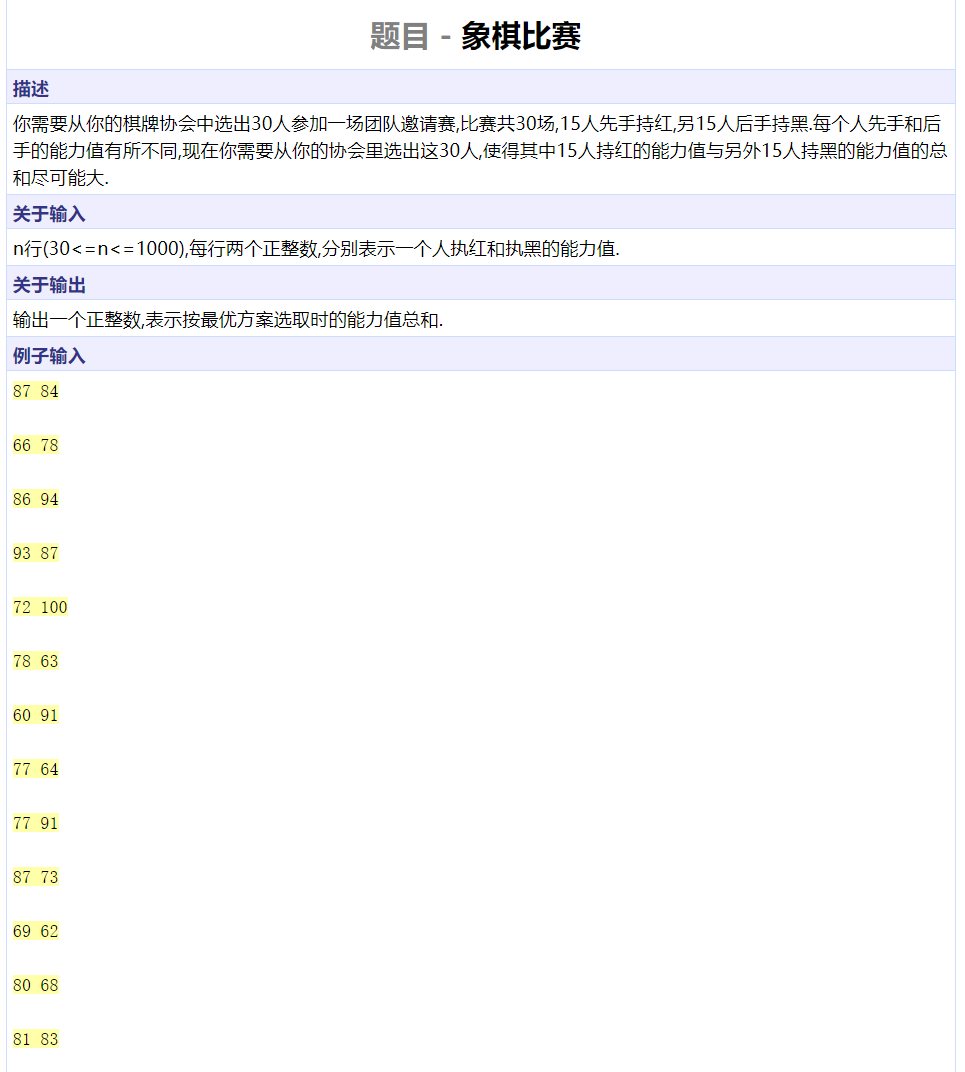 题目 - 象棋比赛
描述
你需要从你的棋牌协会中选出30人参加一场团队邀请赛,比赛共30场,15人先手持红,另15人后手持黑.每个人先手和后
手的能力值有所不同,现在你需要从你的协会里选出这30人,使得其中15人持红的能力值与另外15人持黑的能力值的总
和尽可能大.
关于输入
n行(30<=n<=1000),每行两个正整数,分别表示一个人执红和执黑的能力值.
关于输出
输出一个正整数,表示按最优方案选取时的能力值总和.
例子输入
87 84
66 78
86 94
93 87
72 100
78 63
60 91
77 64
77 91
87 73
69 62
80 68
81 83